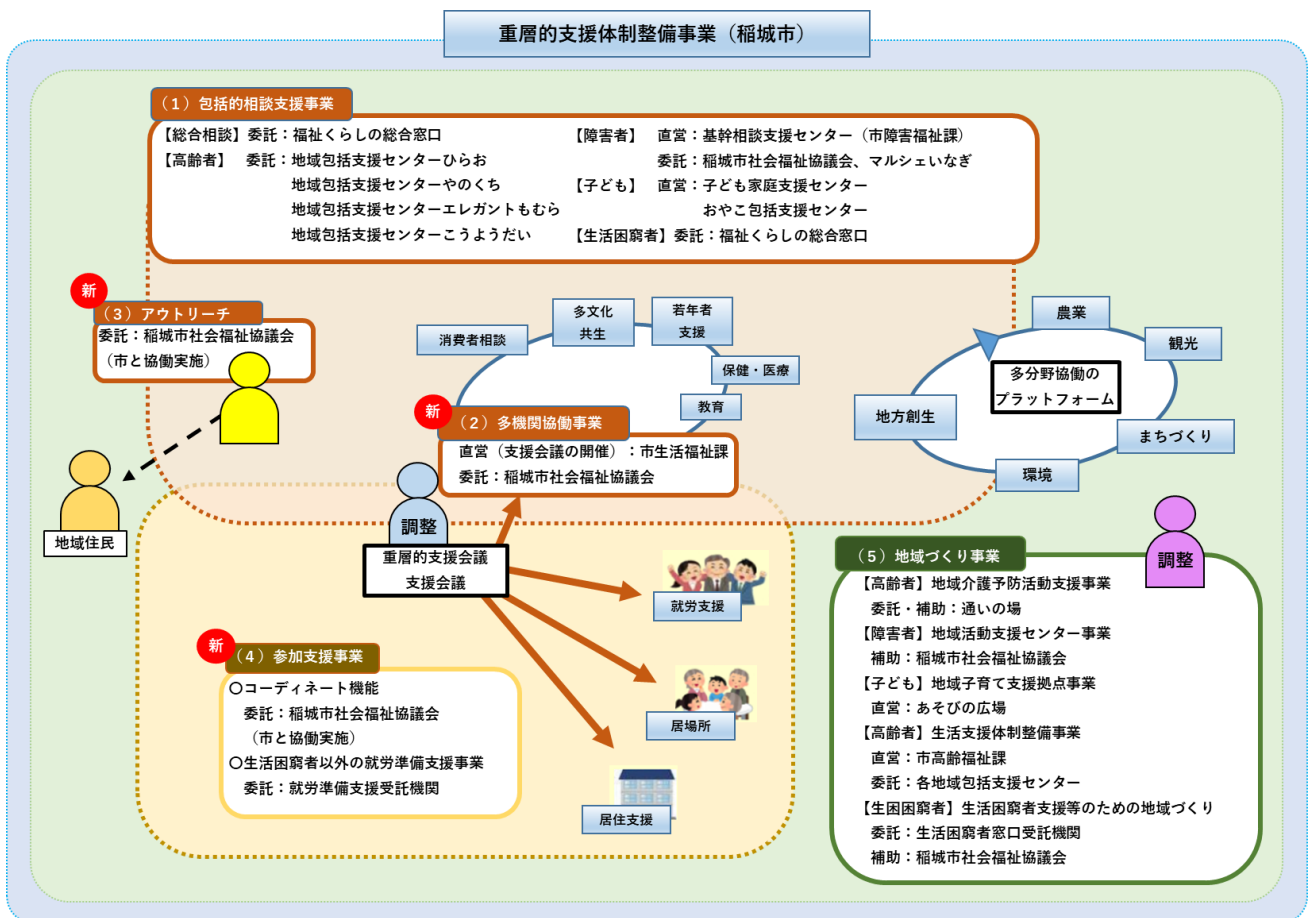 重層的支援体制整備事業（稲城市）
（１）包括的相談支援事業
【総合相談】委託：福祉くらしの総合窓口
【高齢者】　委託：地域包括支援センターひらお
地域包括支援センターやのくち
地域包括支援センターエレガントもむら
地域包括支援センターこうようだい
【障害者】　直営：基幹相談支援センター（市障害福祉課）
委託：稲城市社会福祉協議会、マルシェいなぎ
【子ども】　直営：子ども家庭支援センター
おやこ包括支援センター
【生活困窮者】委託：福祉くらしの総合窓口
新
（３）アウトリーチ
委託：稲城市社会福祉協議会
（市と協働実施）
地域住民
消費者相談
多文化
共生
若年者
支援
保健・医療
教育
新
（２）多機関協働事業
直営（支援会議の開催）：市生活福祉課
委託：稲城市社会福祉協議会
農業
観光
多分野協働の
プラットフォーム
地方創生
まちづくり
環境
調整
重層的支援会議
支援会議
就労支援
居場所
居住支援
新
（４）参加支援事業
〇コーディネート機能
委託：稲城市社会福祉協議会
（市と協働実施）
〇生活困窮者以外の就労準備支援事業
委託：就労準備支援受託機関
調整
（５）地域づくり事業
【高齢者】地域介護予防活動支援事業
委託・補助：通いの場
【障害者】地域活動支援センター事業
補助：稲城市社会福祉協議会
【子ども】地域子育て支援拠点事業
直営：あそびの広場
【高齢者】生活支援体制整備事業
直営：市高齢福祉課
委託：各地域包括支援センター
【生困困窮者】生活困窮者支援等のための地域づくり
委託：生活困窮者窓口受託機関
補助：稲城市社会福祉協議会